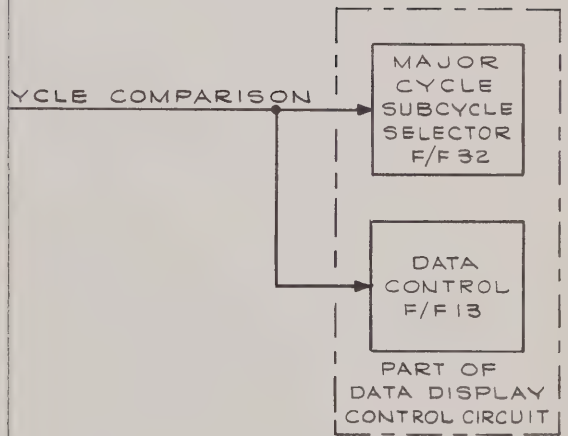 YCLE COMPARISON
MAJOR
CYCLE
SUBCYCLE
SELECTOR
F/F 32
DATA
CONTROL
F/F 13
PART OF
DATA DISPLAY
CONTROL CIRCUIT